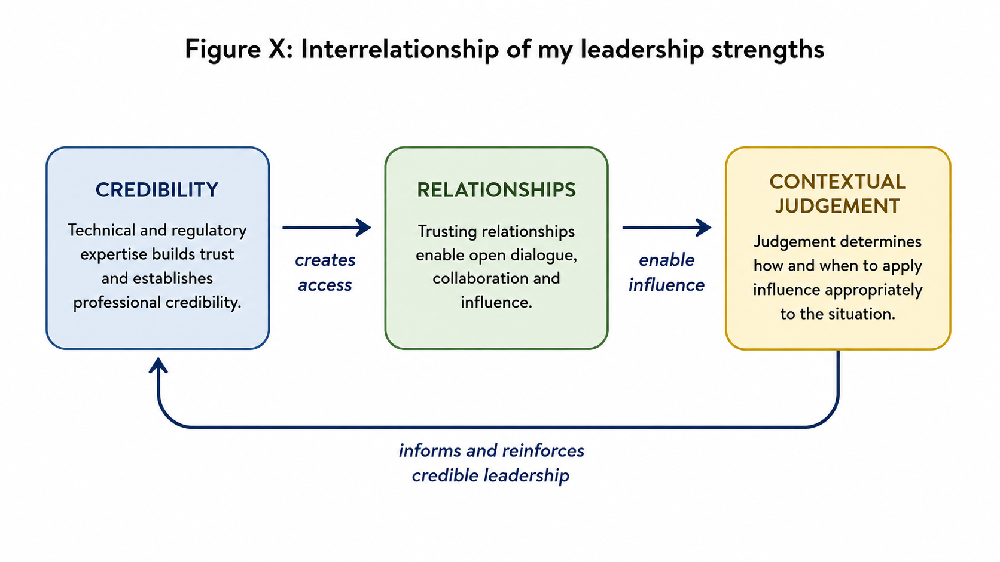 Figure X: Interrelationship of my leadership strengths
CREDIBILITY
Technical and regulatory
expertise builds trust
and establishes
professional credibility.
creates
access
RELATIONSHIPS
Trusting relationships
enable open dialogue,
collaboration and
influence.
enable
influence
CONTEXTUAL
JUDGEMENT
Judgement determines
how and when to apply
influence appropriately
to the situation.
informs and reinforces
credible leadership